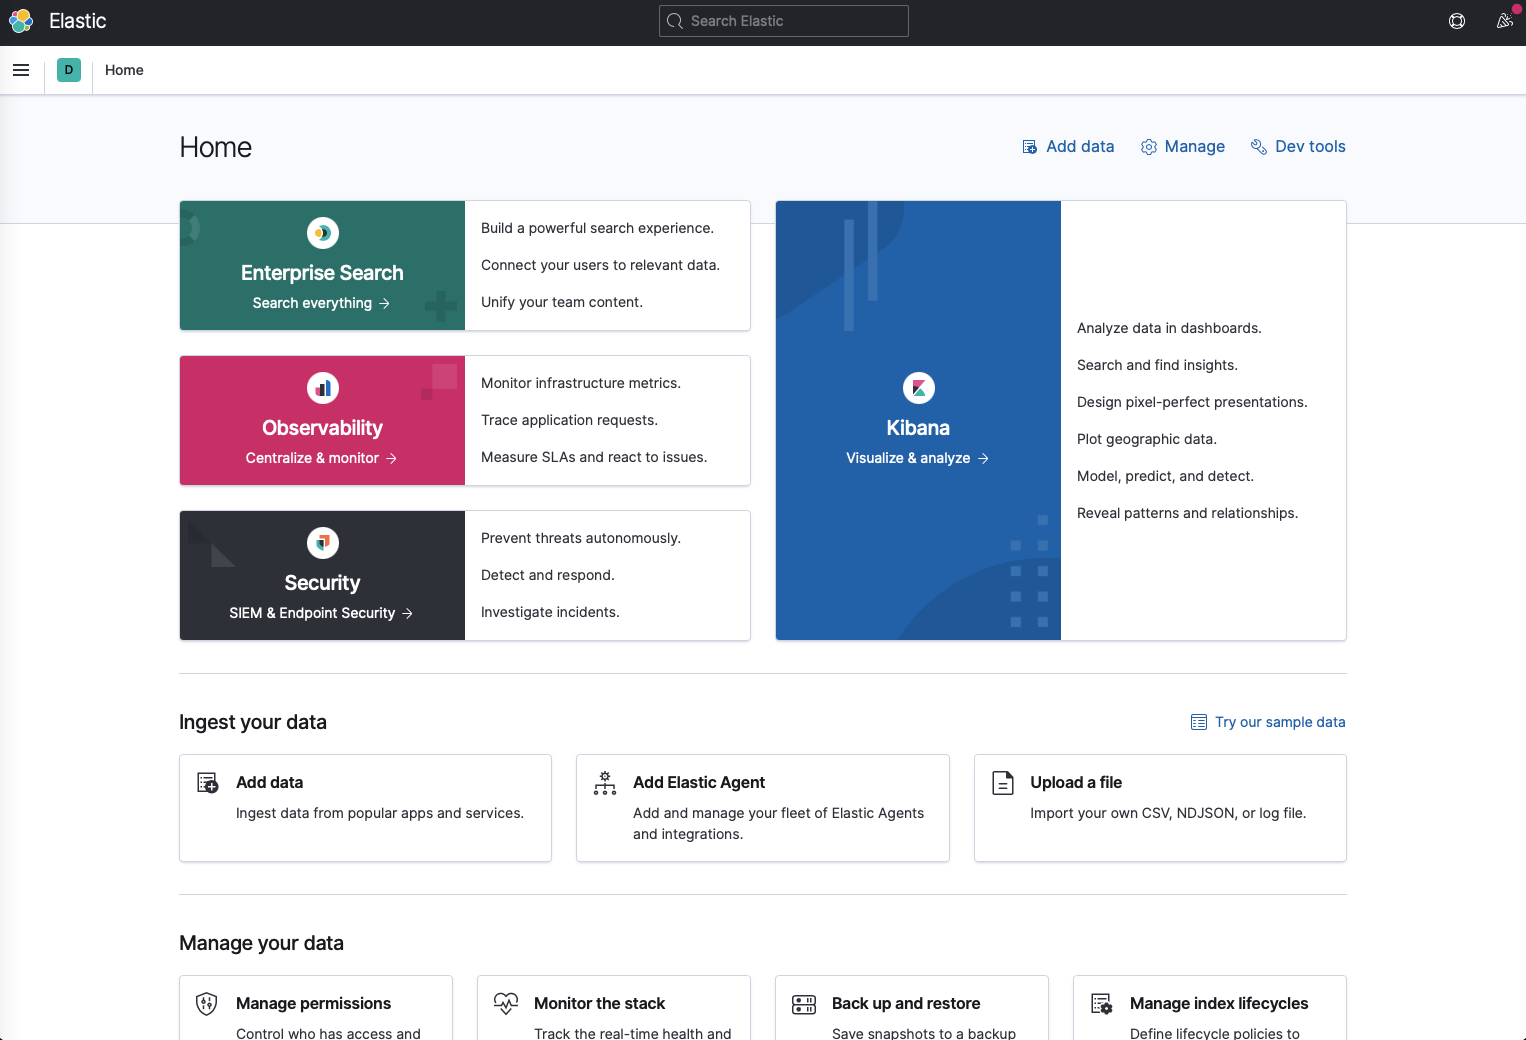 Elastic
Search Elastic
D
Home
Home
Add data
Manage
Dev tools
Enterprise Search
Search everything →
Build a powerful search experience.
Connect your users to relevant data.
Unify your team content.
Observability
Centralize & monitor →
Monitor infrastructure metrics.
Trace application requests.
Measure SLAs and react to issues.
Security
SIEM & Endpoint Security →
Prevent threats autonomously.
Detect and respond.
Investigate incidents.
Kibana
Visualize & analyze →
Analyze data in dashboards.
Search and find insights.
Design pixel-perfect presentations.
Plot geographic data.
Model, predict, and detect.
Reveal patterns and relationships.
Ingest your data
Try our sample data
Add data
Ingest data from popular apps and services.
Add Elastic Agent
Add and manage your fleet of Elastic Agents
and integrations.
Upload a file
Import your own CSV, NDJSON, or log file.
Manage your data
Manage permissions
Control who has access and
Monitor the stack
Track the real-time health and
Back up and restore
Save snapshots to a backup
Manage index lifecycles
Define lifecycle policies to